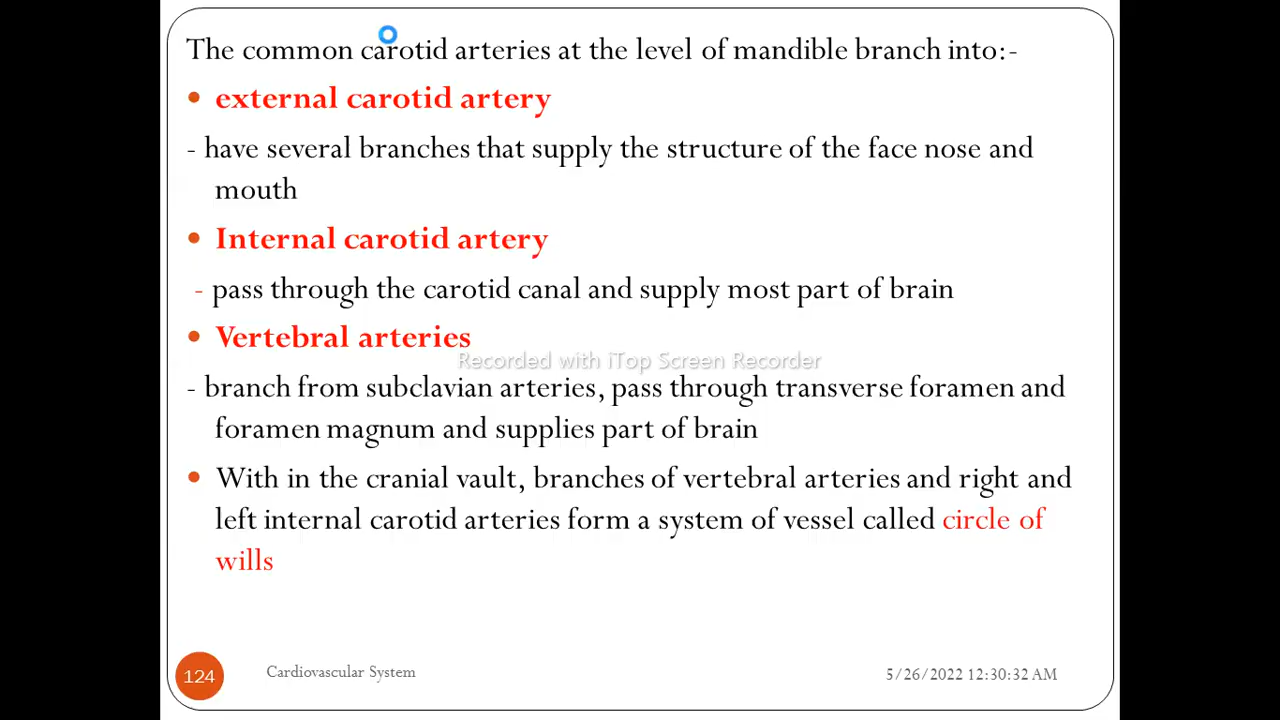 The common carotid arteries at the level of mandible branch into:-
• external carotid artery
- have several branches that supply the structure of the face nose and
mouth
• Internal carotid artery
- pass through the carotid canal and supply most part of brain
• Vertebral arteries
Recorded with iTop Screen Recorder
- branch from subclavian arteries, pass through transverse foramen and
foramen magnum and supplies part of brain
• With in the cranial vault, branches of vertebral arteries and right and
left internal carotid arteries form a system of vessel called circle of
wills
124
Cardiovascular System
5/26/2022 12:30:32 AM